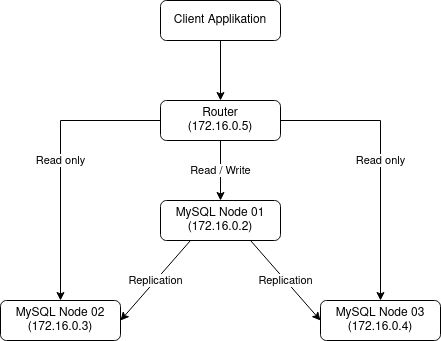 Client Applikation
Router
(172.16.0.5)
Read only
Read / Write
Read only
MySQL Node 01
(172.16.0.2)
Replication
Replication
MySQL Node 02
(172.16.0.3)
MySQL Node 03
(172.16.0.4)